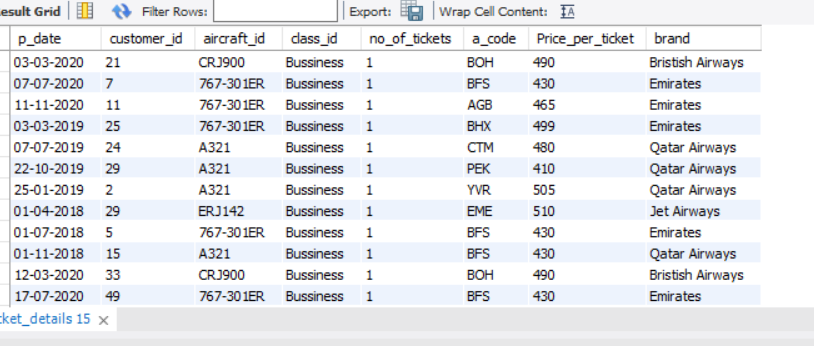 esult Grid Filter Rows: Export: Wrap Cell Content: IA
p_date customer_id aircraft_id class_id no_of_tickets a_code Price_per_ticket brand
03-03-2020 21 CRJ900 Bussiness 1 BOH 490 Bristish Airways
07-07-2020 7 767-301ER Bussiness 1 BFS 430 Emirates
11-11-2020 11 767-301ER Bussiness 1 AGB 465 Emirates
03-03-2019 25 767-301ER Bussiness 1 BHX 499 Emirates
07-07-2019 24 A321 Bussiness 1 CTM 480 Qatar Airways
22-10-2019 29 A321 Bussiness 1 PEK 410 Qatar Airways
25-01-2019 2 A321 Bussiness 1 YVR 505 Qatar Airways
01-04-2018 29 ERJ142 Bussiness 1 EME 510 Jet Airways
01-07-2018 5 767-301ER Bussiness 1 BFS 430 Emirates
01-11-2018 15 A321 Bussiness 1 BFS 430 Qatar Airways
12-03-2020 33 CRJ900 Bussiness 1 BOH 490 Bristish Airways
17-07-2020 49 767-301ER Bussiness 1 BFS 430 Emirates
cket_details 15